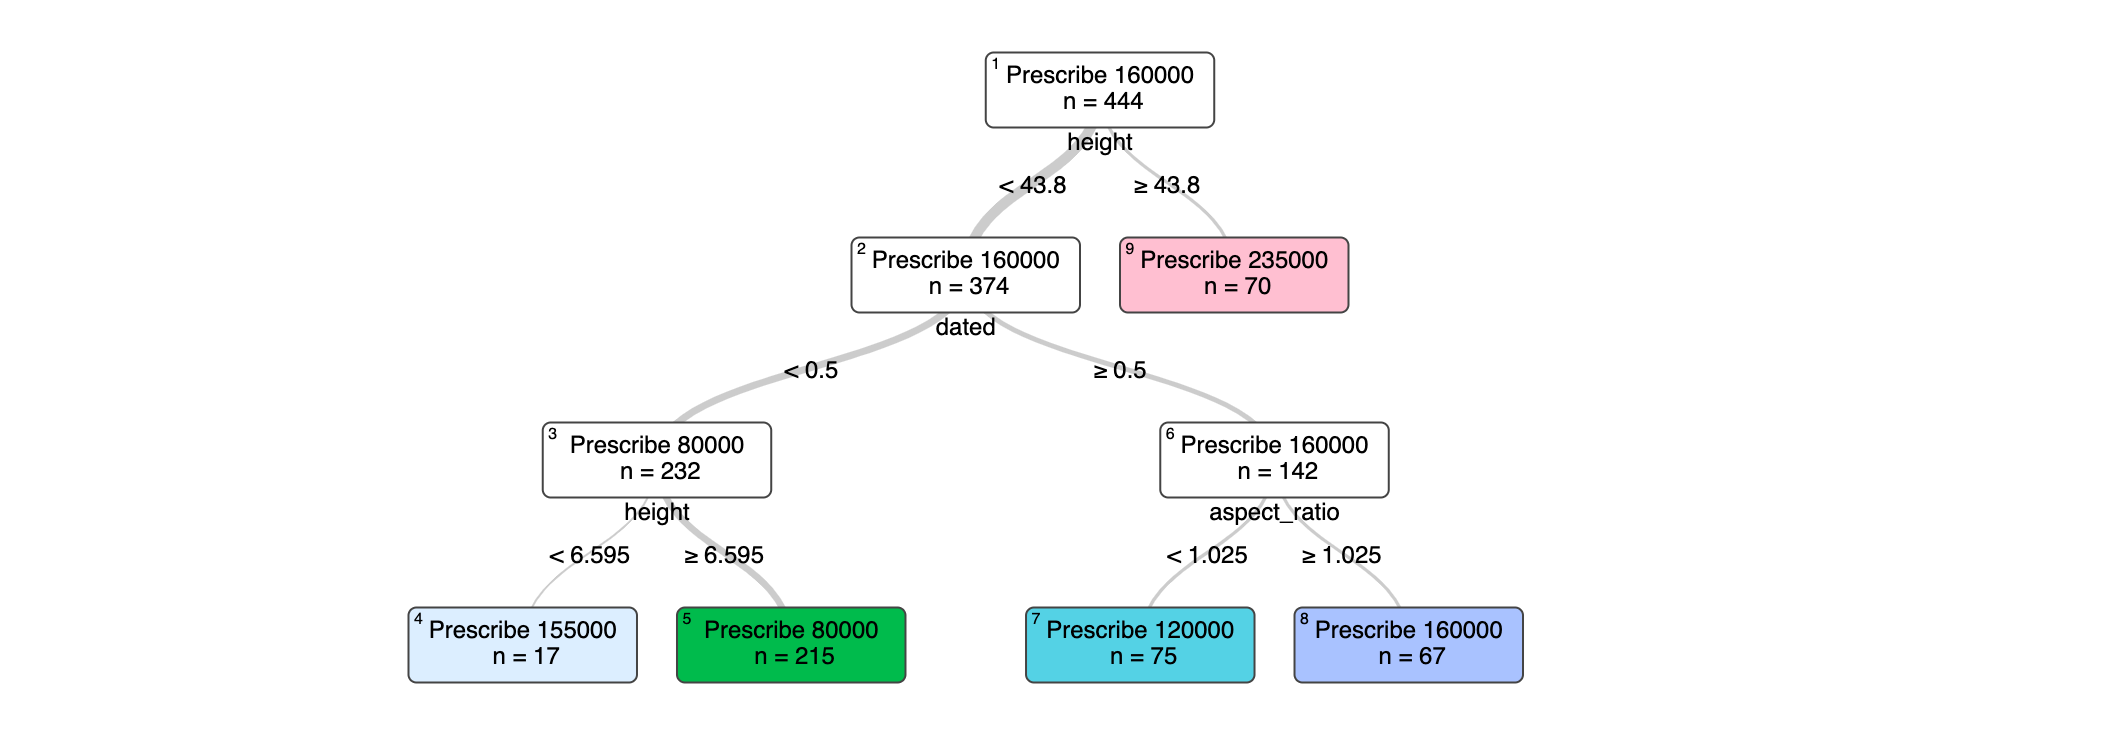 1
Prescribe 160000
n = 444
height
< 43.8
≥ 43.8
2
Prescribe 160000
n = 374
9
Prescribe 235000
n = 70
dated
< 0.5
≥ 0.5
3
Prescribe 80000
n = 232
6
Prescribe 160000
n = 142
height
aspect_ratio
< 6.595
≥ 6.595
< 1.025
≥ 1.025
4
Prescribe 155000
n = 17
5
Prescribe 80000
n = 215
7
Prescribe 120000
n = 75
8
Prescribe 160000
n = 67